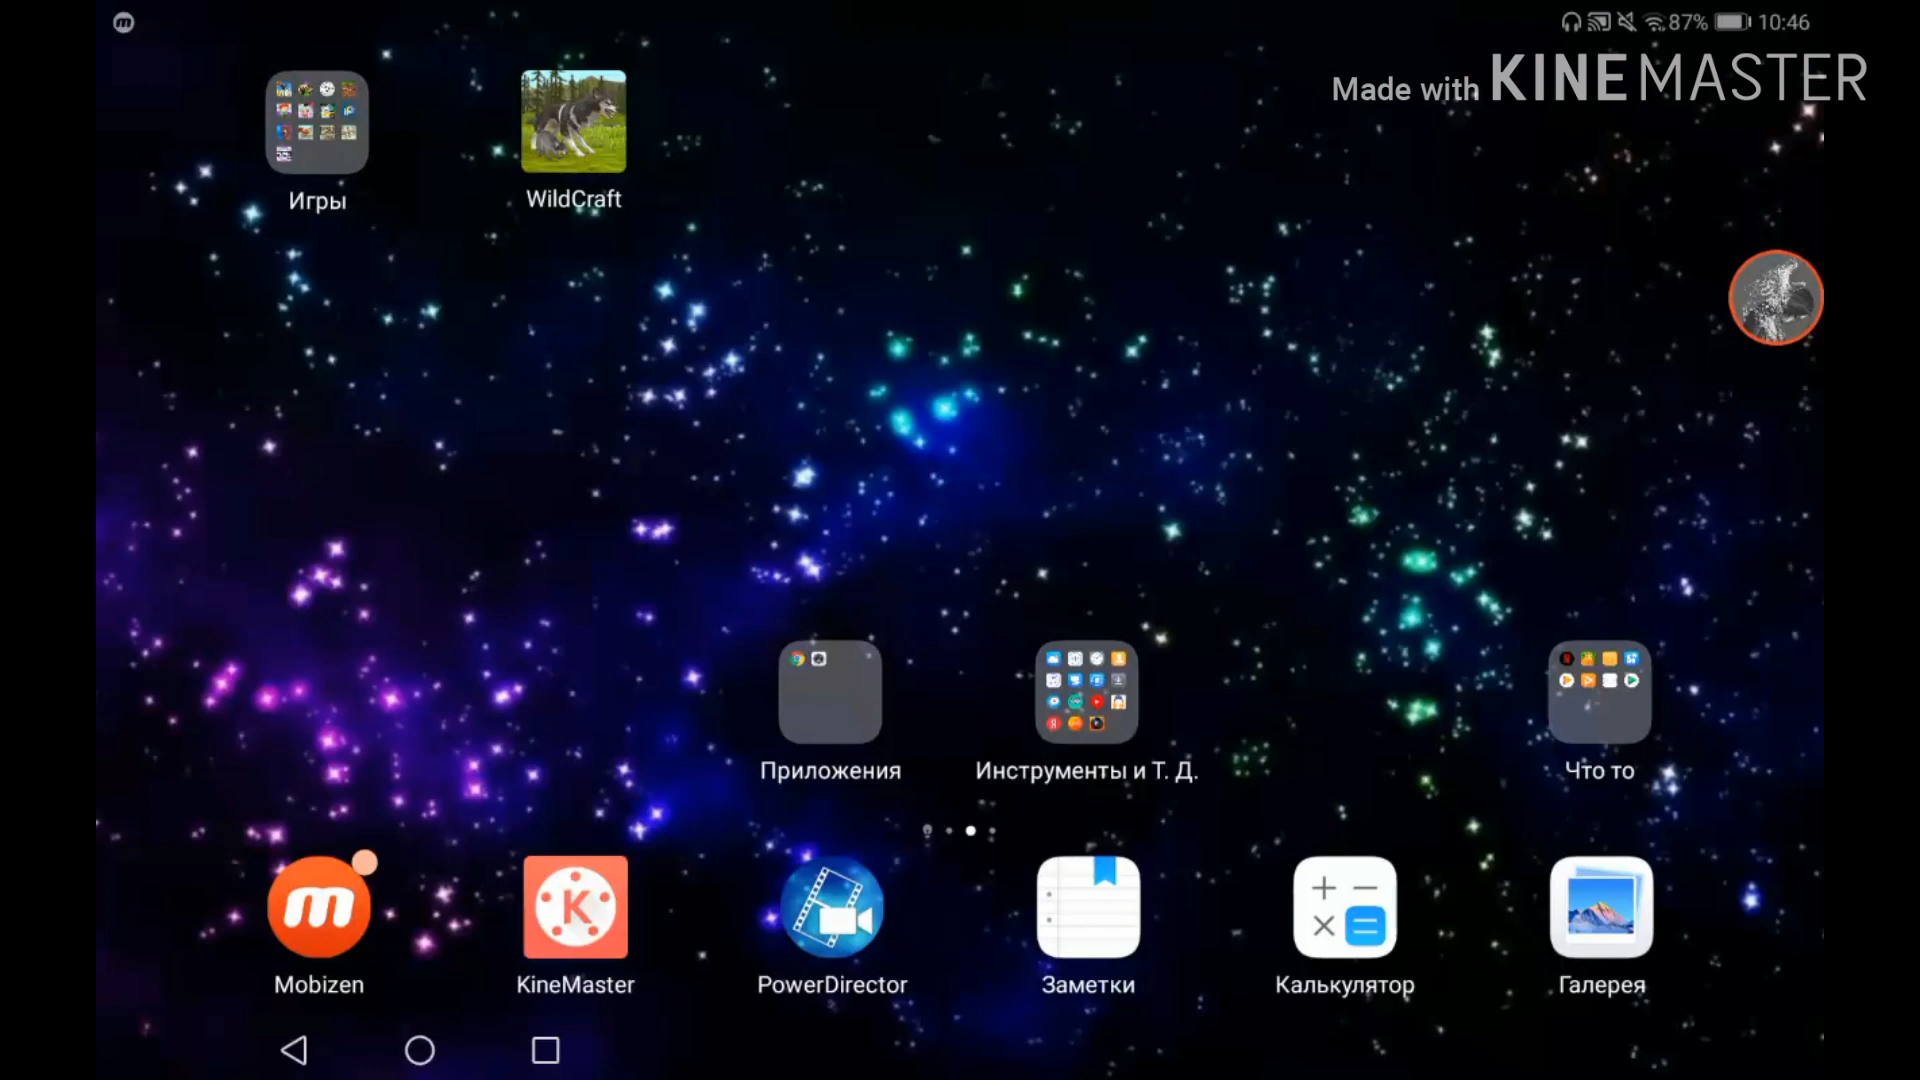 87% 10:46
Made with KINEMASTER
Игры
WildCraft
Приложения
Инструменты и Т. Д.
Что то
Mobizen
KineMaster
PowerDirector
Заметки
Калькулятор
Галерея